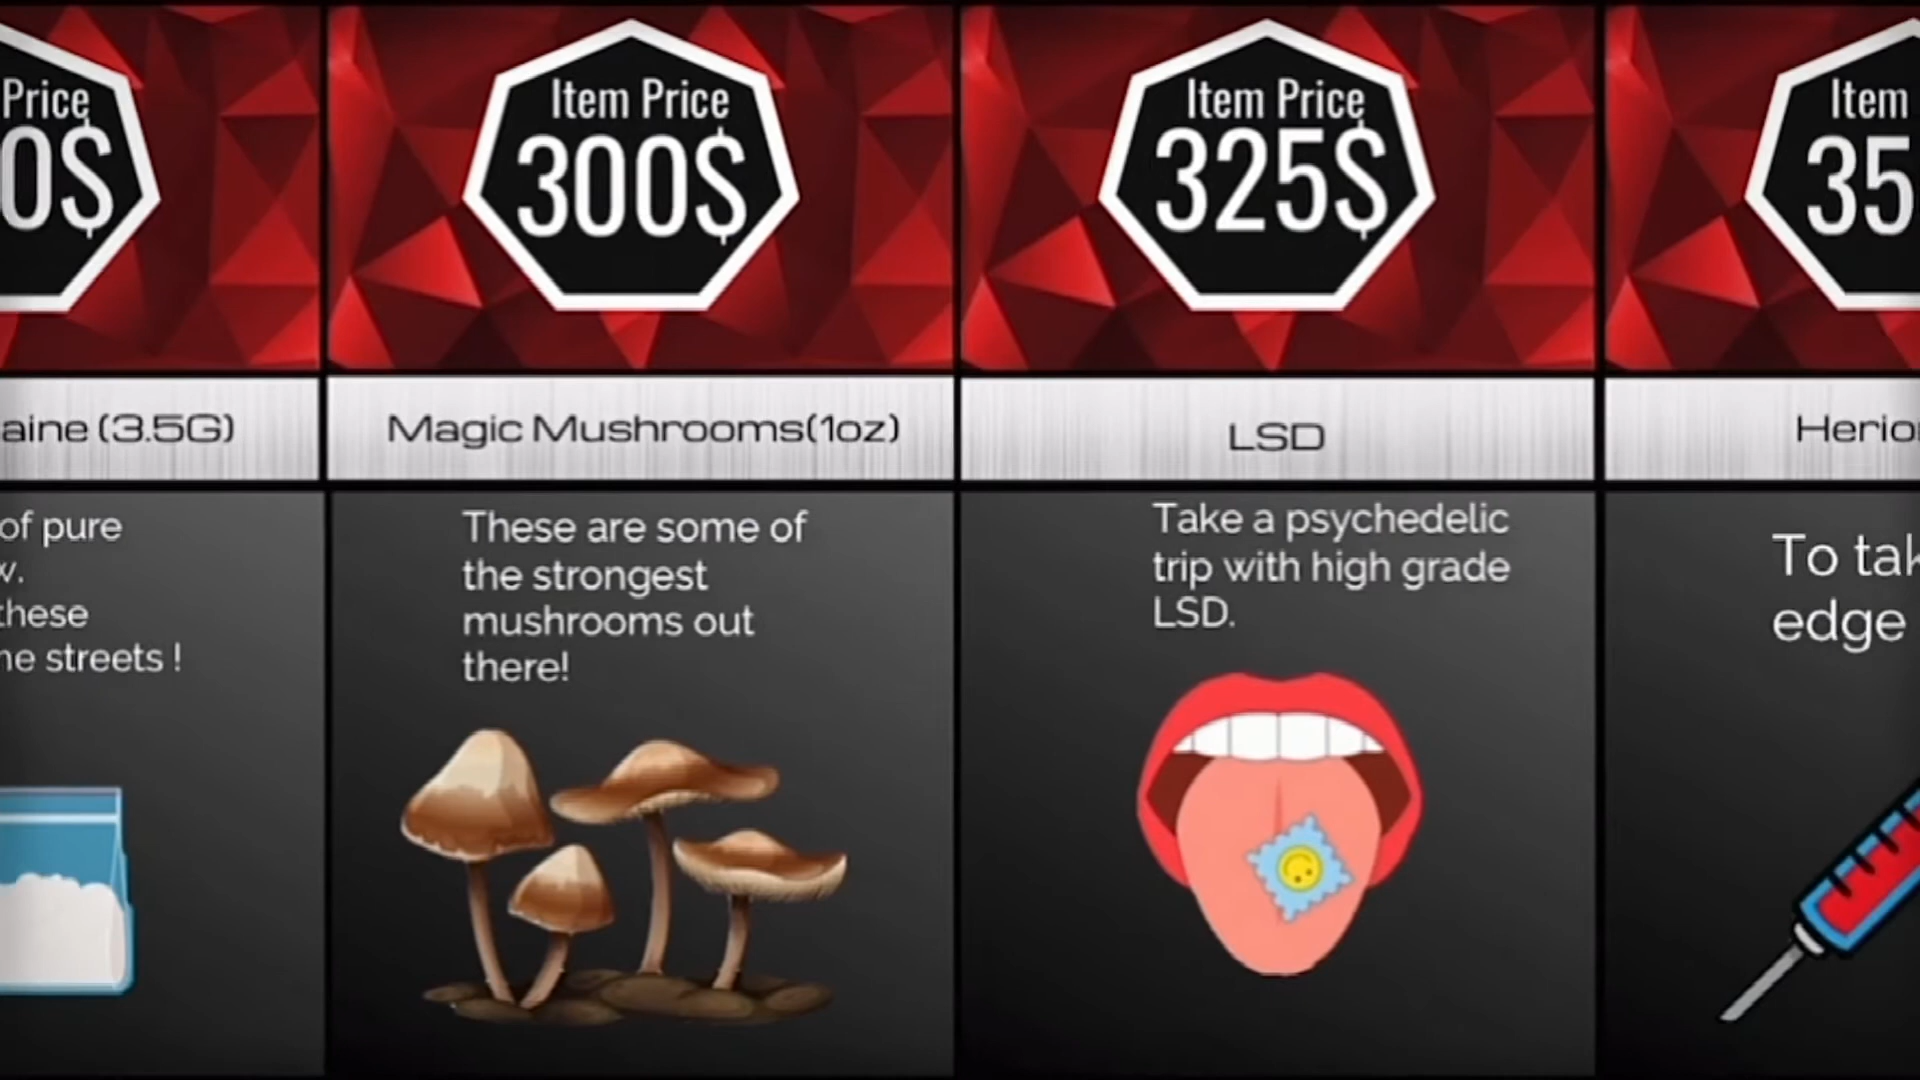 Price
0$
aine (3.5G)
of pure
w.
these
he streets !
Item Price
300$
Magic Mushrooms(1oz)
These are some of
the strongest
mushrooms out
there!
Item Price
325$
LSD
Take a psychedelic
trip with high grade
LSD.
Item
35
Herio
To tak
edge